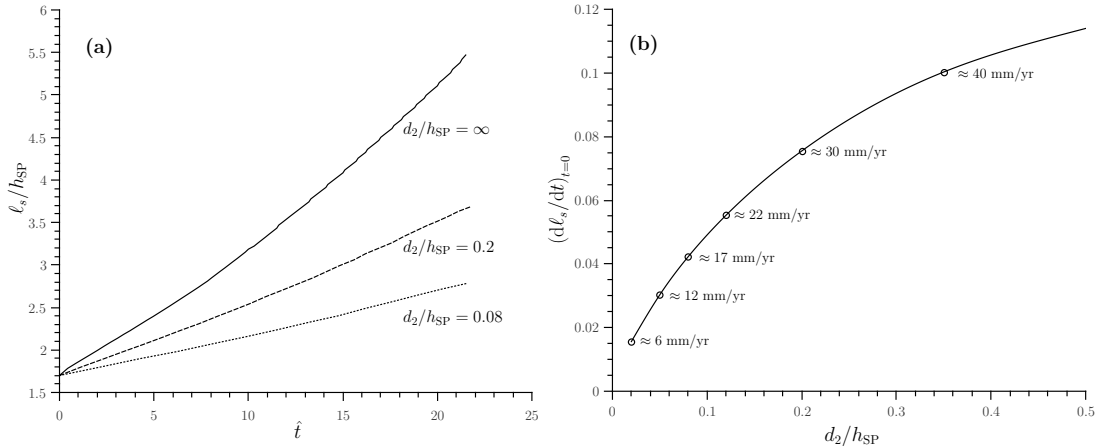 (a)
6
5.5
5
4.5
4
3.5
3
2.5
2
1.5
ℓ_s/h_SP
d_2/h_SP = ∞
d_2/h_SP = 0.2
d_2/h_SP = 0.08
0 5 10 15 20 25
t̂
(b)
0.12
0.1
0.08
0.06
0.04
0.02
0
(dℓ_s/dt)_{t=0}
≈ 40 mm/yr
≈ 30 mm/yr
≈ 22 mm/yr
≈ 17 mm/yr
≈ 12 mm/yr
≈ 6 mm/yr
0 0.1 0.2 0.3 0.4 0.5
d_2/h_SP